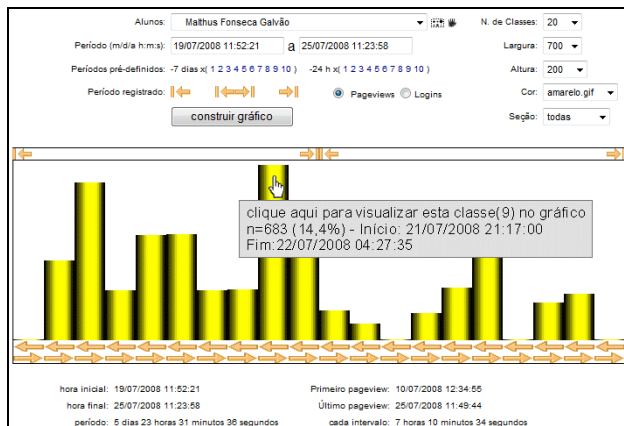 Alunos: Malthus Fonseca Galvão N. de Classes: 20
Período (m/d/a h:m:s): 19/07/2008 11:52:21 a 25/07/2008 11:23:58 Largura: 700
Períodos pré-definidos: -7 dias x( 1 2 3 4 5 6 7 8 9 10 ) -24 h x( 1 2 3 4 5 6 7 8 9 10 ) Altura: 200
Período registrado: Pageviews Logins Cor: amarelo.gif
construir gráfico Seção: todas
clique aqui para visualizar esta classe(9) no gráfico
n=683 (14,4%) - Início: 21/07/2008 21:17:00
Fim:22/07/2008 04:27:35
hora inicial: 19/07/2008 11:52:21 Primeiro pageview: 10/07/2008 12:34:55
hora final: 25/07/2008 11:23:58 Último pageview: 25/07/2008 11:49:44
período: 5 dias 23 horas 31 minutos 36 segundos cada intervalo: 7 horas 10 minutos 34 segundos